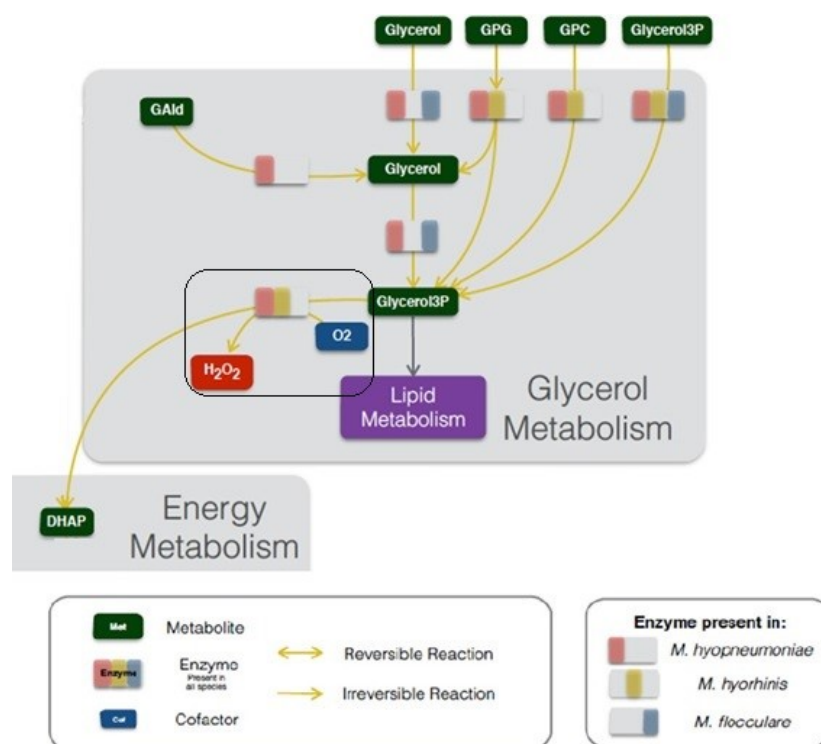 Glycerol GPG GPC Glycerol3P
GAld
Glycerol
Glycerol3P
O2
H₂O₂
Lipid
Metabolism
Glycerol
Metabolism
DHAP
Energy
Metabolism
Met Metabolite
Enzyme Enzyme
Present in
all species
Cof Cofactor
Reversible Reaction
Irreversible Reaction
Enzyme present in:
M. hyopneumoniae
M. hyorhinis
M. flocculare